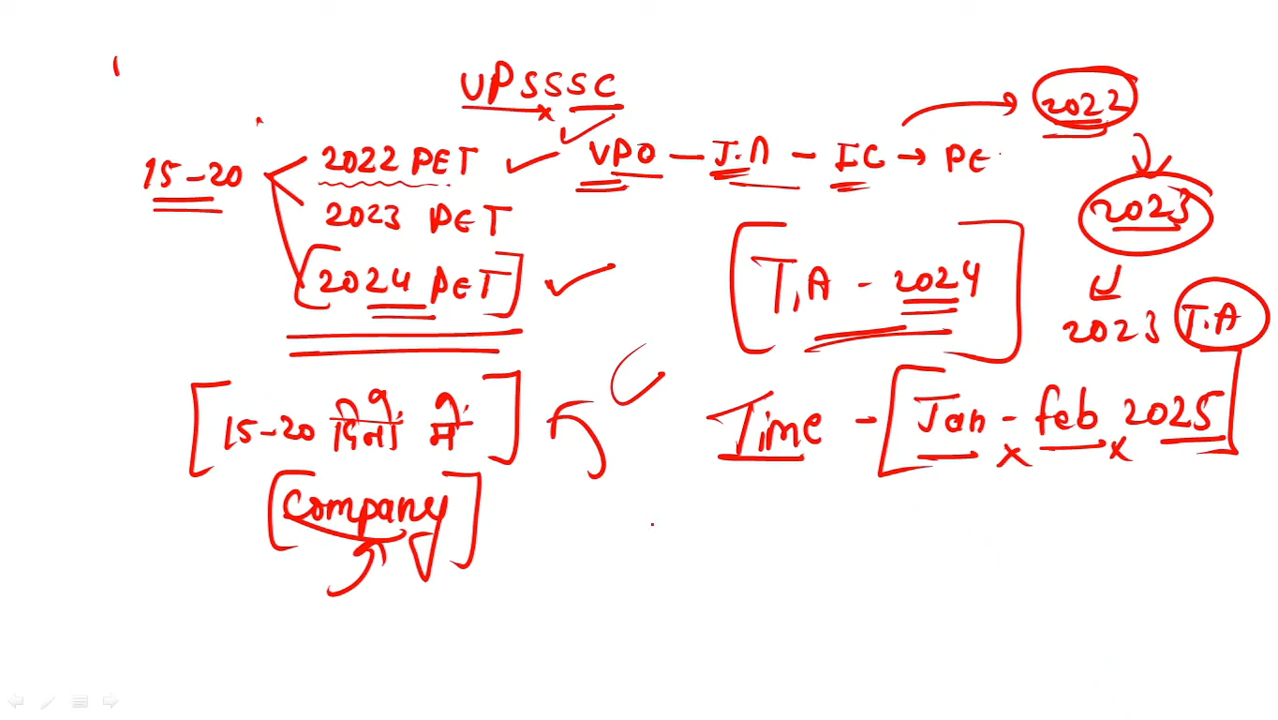 UPSSSC
15-20
2022 PET
2023 PET
2024 PET
VPO - J.A - IC → PE
2022
2023
2023 J.A
J.A - 2024
15-20 दिनों में
Company
Time - Jan - feb 2025